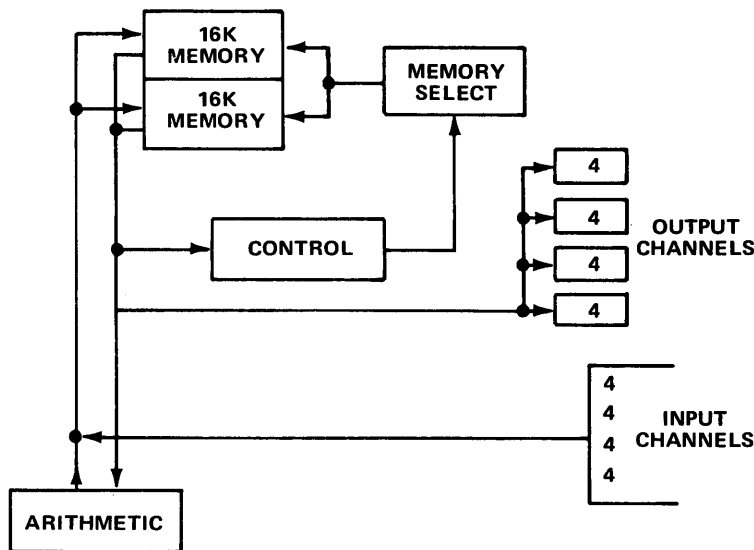 16K
MEMORY
16K
MEMORY
MEMORY
SELECT
4
4
4
4
OUTPUT
CHANNELS
CONTROL
4
4
4
4
INPUT
CHANNELS
ARITHMETIC